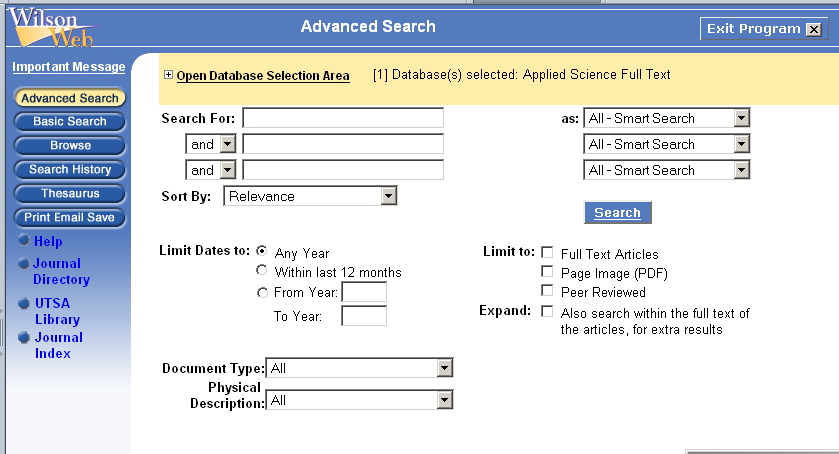 Wilson
Web
Advanced Search
Exit Program
Important Message
Open Database Selection Area [1] Database(s) selected: Applied Science Full Text
Advanced Search
Basic Search
Browse
Search History
Thesaurus
Print Email Save
Help
Journal
Directory
UTSA
Library
Journal
Index
Search For: as: All - Smart Search
and All - Smart Search
and All - Smart Search
Sort By: Relevance
Search
Limit Dates to: Any Year
Within last 12 months
From Year:
To Year:
Limit to: Full Text Articles
Page Image (PDF)
Peer Reviewed
Expand: Also search within the full text of
the articles, for extra results
Document Type: All
Physical
Description: All